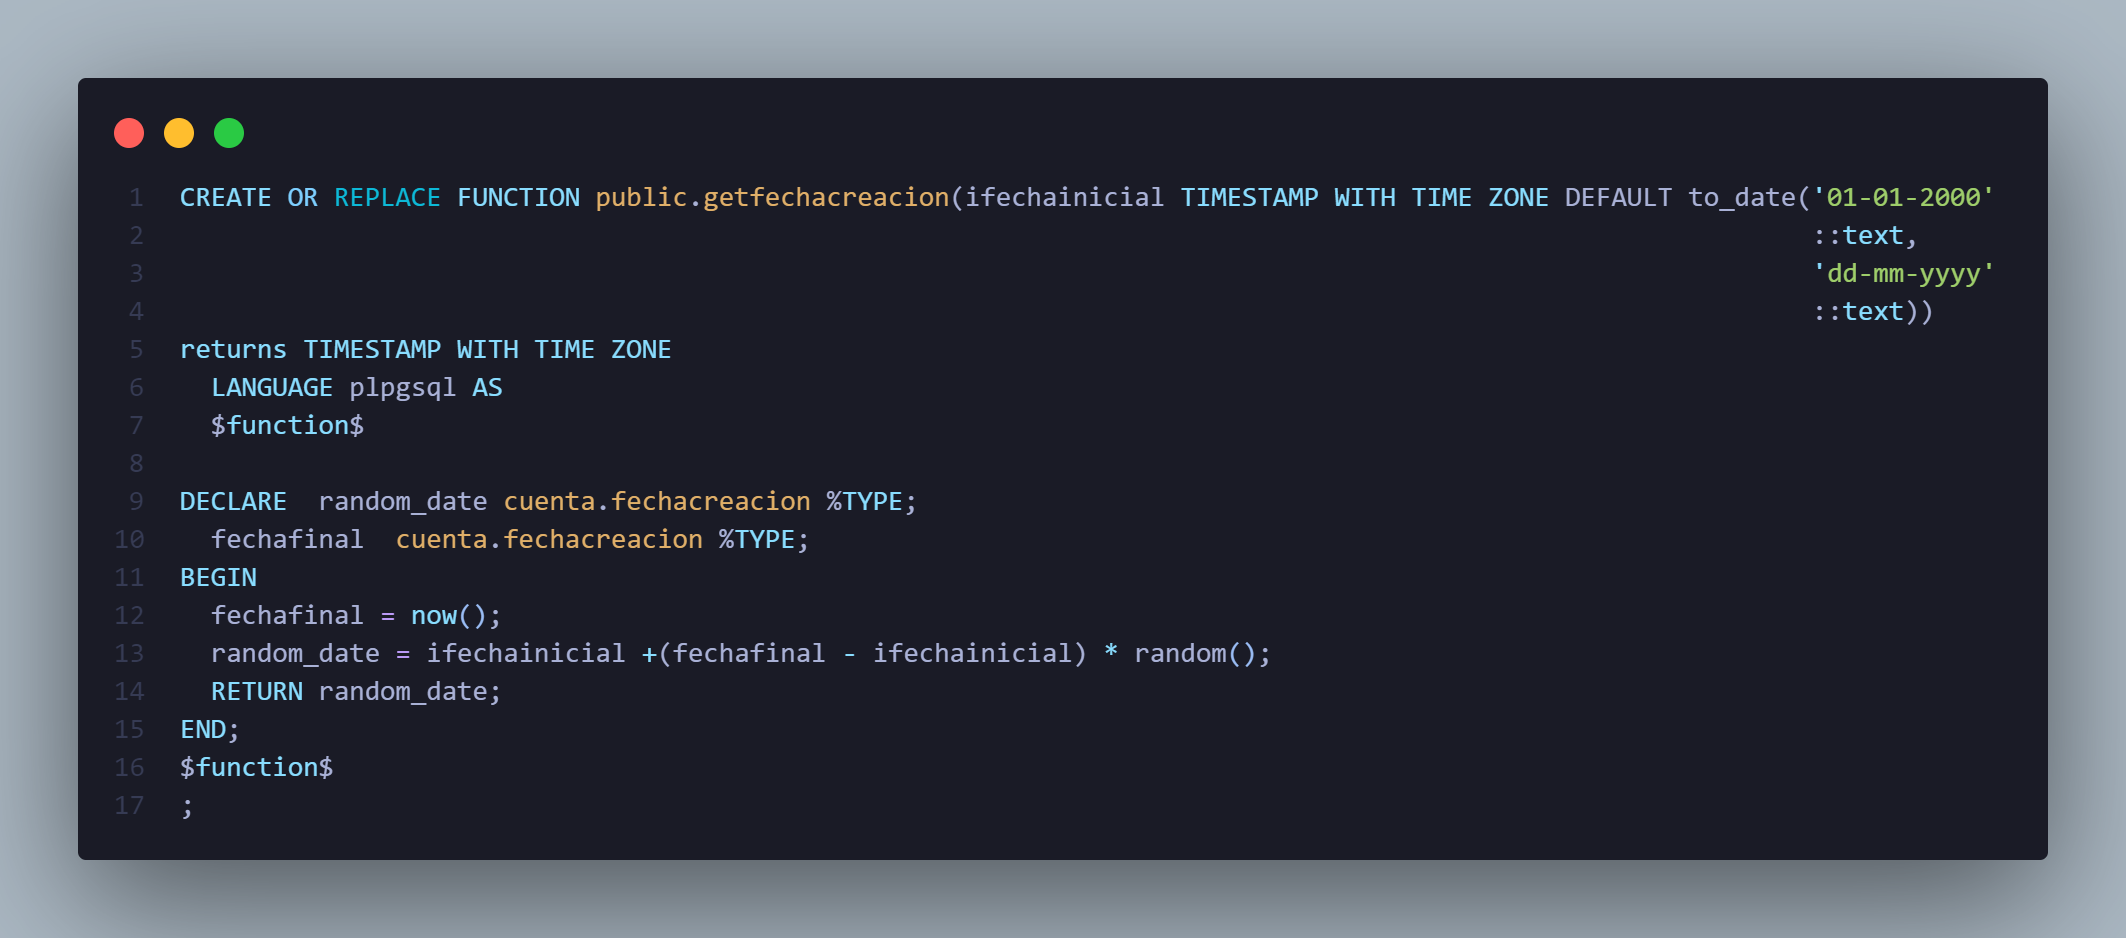 1 CREATE OR REPLACE FUNCTION public.getfechacreacion(ifechainicial TIMESTAMP WITH TIME ZONE DEFAULT to_date('01-01-2000'
2 ::text,
3 'dd-mm-yyyy'
4 ::text))
5 returns TIMESTAMP WITH TIME ZONE
6 LANGUAGE plpgsql AS
7 $function$
8
9 DECLARE  random_date cuenta.fechacreacion %TYPE;
10 fechafinal  cuenta.fechacreacion %TYPE;
11 BEGIN
12 fechafinal = now();
13 random_date = ifechainicial +(fechafinal - ifechainicial) * random();
14 RETURN random_date;
15 END;
16 $function$
17 ;